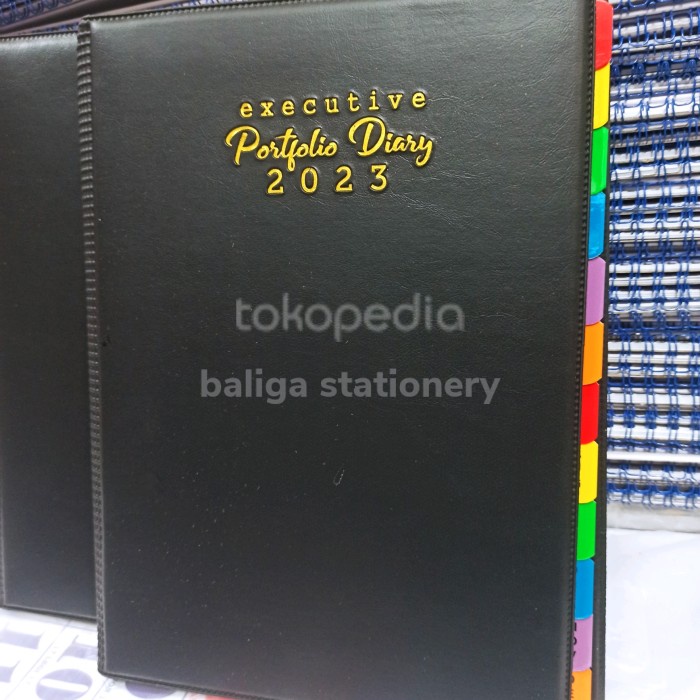 executive
Portfolio Diary
2023
tokopedia
baliga stationery